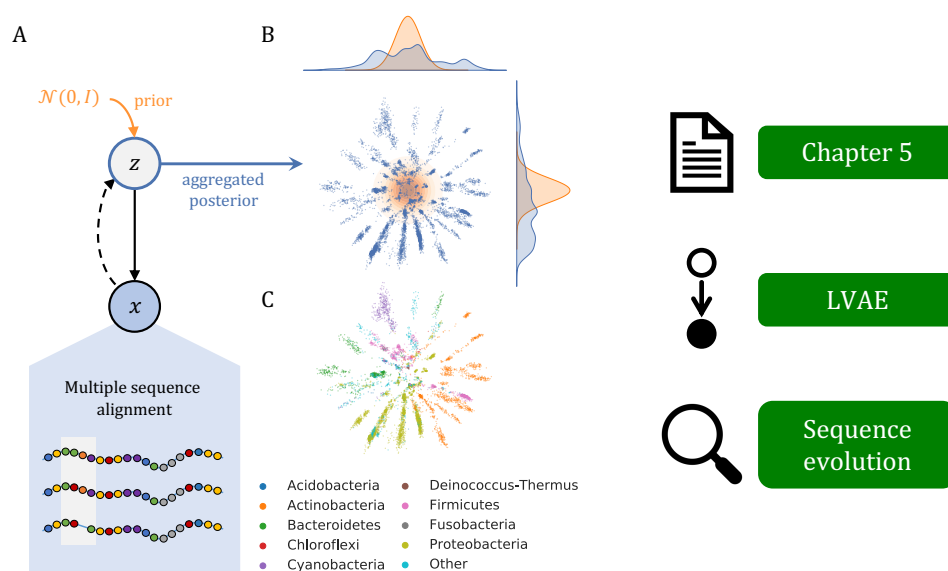 A
𝒩(0, I)
prior
z
aggregated
posterior
x
Multiple sequence
alignment
B
C
Acidobacteria
Actinobacteria
Bacteroidetes
Chloroflexi
Cyanobacteria
Deinococcus-Thermus
Firmicutes
Fusobacteria
Proteobacteria
Other
Chapter 5
LVAE
Sequence
evolution